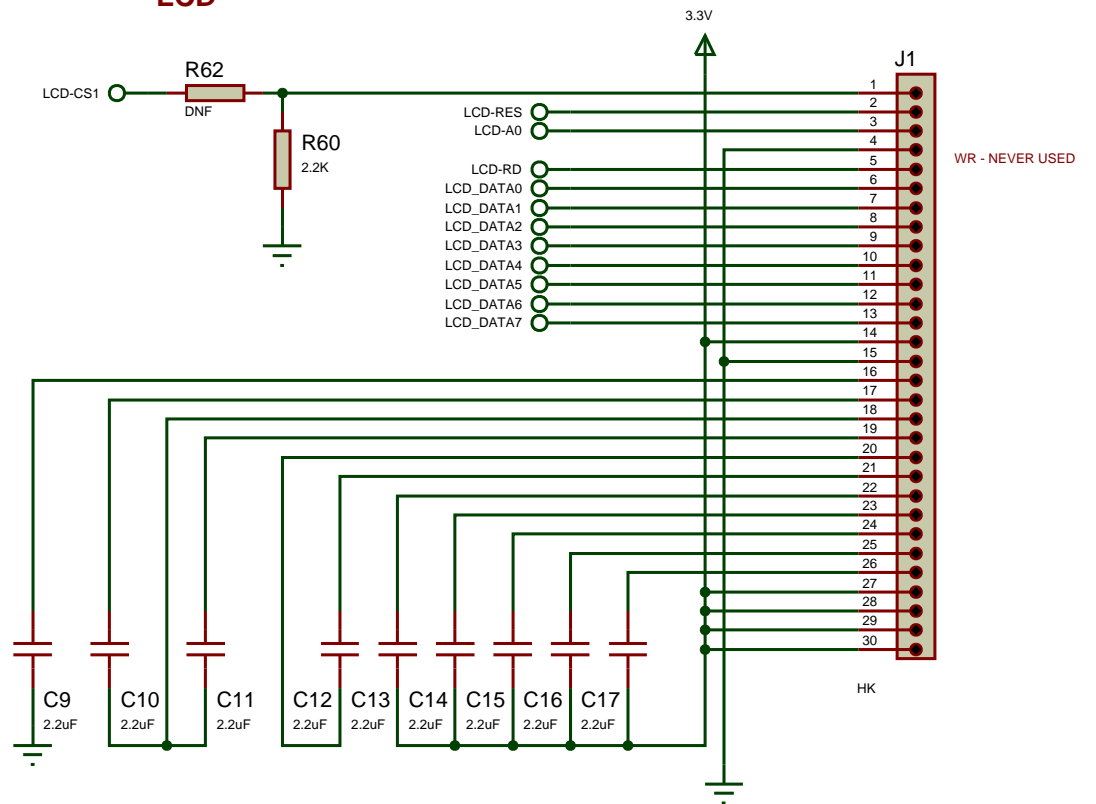 LCD
3.3V
J1
R62
LCD-CS1
DNF
1
LCD-RES
2
LCD-A0
3
R60
2.2K
4
WR - NEVER USED
LCD-RD
5
LCD_DATA0
6
LCD_DATA1
7
LCD_DATA2
8
LCD_DATA3
9
LCD_DATA4
10
LCD_DATA5
11
LCD_DATA6
12
LCD_DATA7
13
14
15
16
17
18
19
20
21
22
23
24
25
26
27
28
29
30
HK
C9
C10
C11
C12
C13
C14
C15
C16
C17
2.2uF
2.2uF
2.2uF
2.2uF
2.2uF
2.2uF
2.2uF
2.2uF
2.2uF